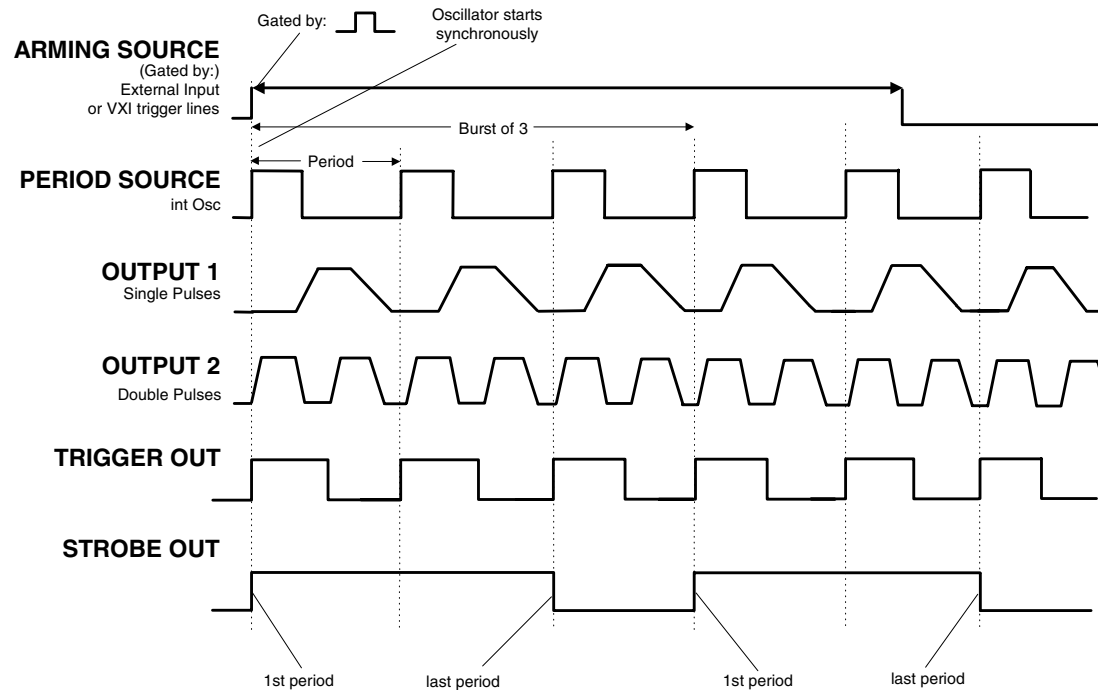 Gated by:
Oscillator starts
synchronously
ARMING SOURCE
(Gated by:)
External Input
or VXI trigger lines
Burst of 3
Period
PERIOD SOURCE
int Osc
OUTPUT 1
Single Pulses
OUTPUT 2
Double Pulses
TRIGGER OUT
STROBE OUT
1st period
last period
1st period
last period